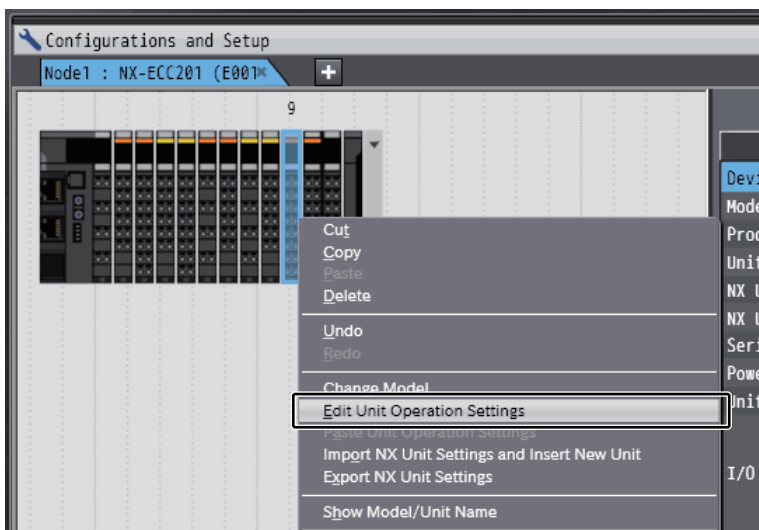 Configurations and Setup
Node1 : NX-ECC201 (E001
9
Cut
Copy
Paste
Delete
Undo
Redo
Change Model
Edit Unit Operation Settings
Paste Unit Operation Settings
Import NX Unit Settings and Insert New Unit
Export NX Unit Settings
Show Model/Unit Name
Devi
Mode
Prod
Unit
NX U
NX U
Seri
Powe
Unit
I/O